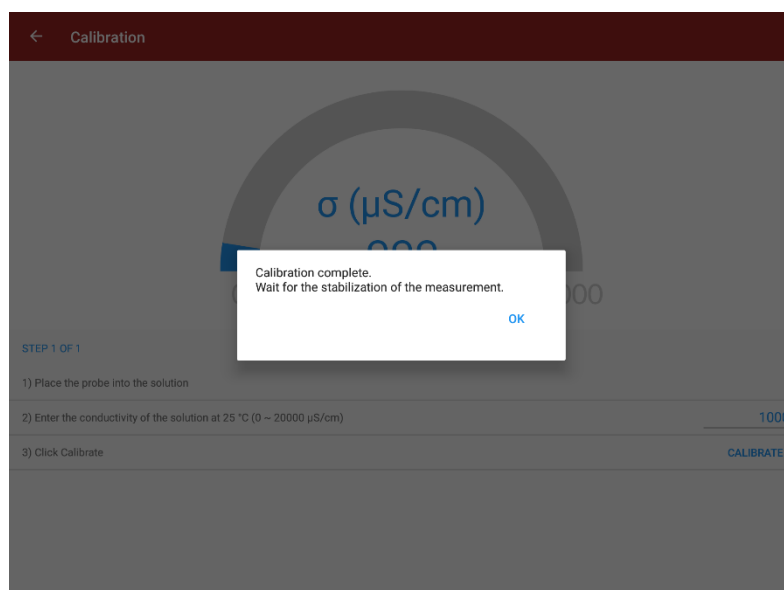 Calibration
σ (µS/cm)
Calibration complete.
Wait for the stabilization of the measurement.
OK
STEP 1 OF 1
1) Place the probe into the solution
2) Enter the conductivity of the solution at 25 °C (0 ~ 20000 µS/cm)
1000
3) Click Calibrate
CALIBRATE